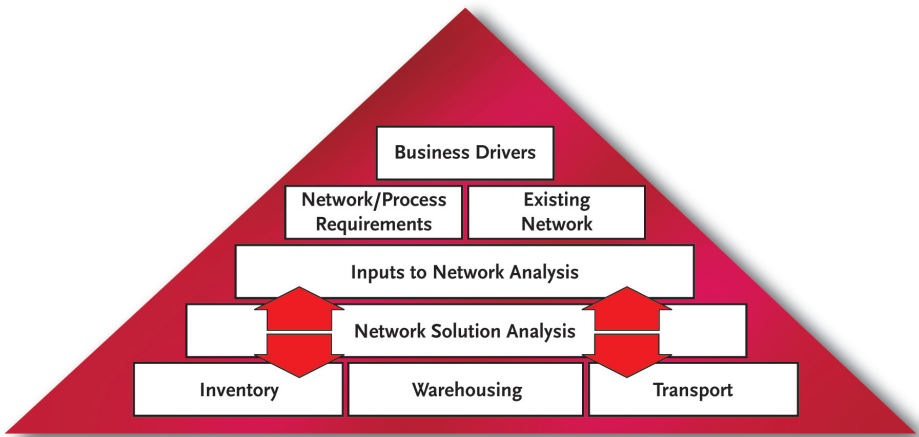 Business Drivers
Network/Process
Requirements
Existing
Network
Inputs to Network Analysis
Network Solution Analysis
Inventory
Warehousing
Transport